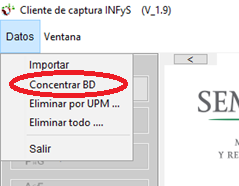 Cliente de captura INFyS (V_1.9)
Datos Ventana
Importar
<
Concentrar BD
Eliminar por UPM ...
Eliminar todo ....
Salir
SEM
M
Y RE